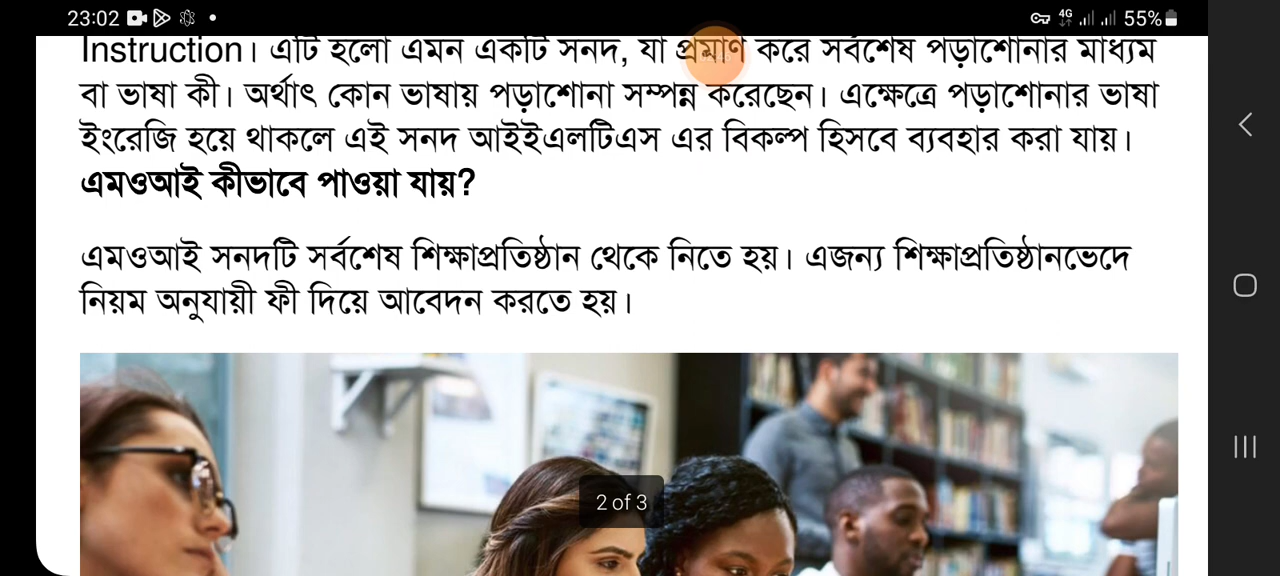 23:02
4G
55%
Instruction। এটি হলো এমন একটি সনদ, যা প্রমাণ করে সর্বশেষ পড়াশোনার মাধ্যম
বা ভাষা কী। অর্থাৎ কোন ভাষায় পড়াশোনা সম্পন্ন করেছেন। এক্ষেত্রে পড়াশোনার ভাষা
ইংরেজি হয়ে থাকলে এই সনদ আইইএলটিএস এর বিকল্প হিসবে ব্যবহার করা যায়।
এমওআই কীভাবে পাওয়া যায়?
এমওআই সনদটি সর্বশেষ শিক্ষাপ্রতিষ্ঠান থেকে নিতে হয়। এজন্য শিক্ষাপ্রতিষ্ঠানভেদে
নিয়ম অনুযায়ী ফী দিয়ে আবেদন করতে হয়।
2 of 3